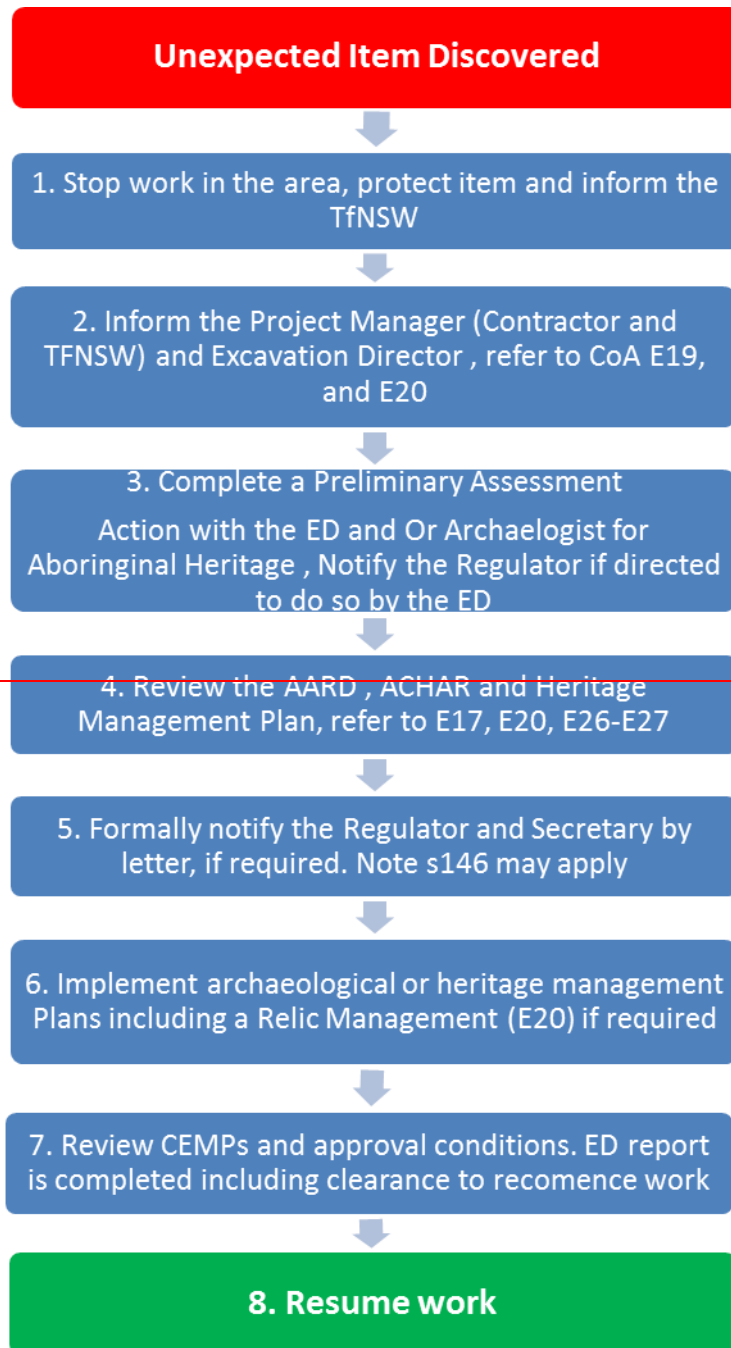 Unexpected Item Discovered
1. Stop work in the area, protect item and inform the
TfNSW
2. Inform the Project Manager (Contractor and
TFNSW) and Excavation Director , refer to CoA E19,
and E20
3. Complete a Preliminary Assessment
Action with the ED and Or Archaelogist for
Aboringinal Heritage , Notify the Regulator if directed
to do so by the ED
4. Review the AARD , ACHAR and Heritage
Management Plan, refer to E17, E20, E26-E27
5. Formally notify the Regulator and Secretary by
letter, if required. Note s146 may apply
6. Implement archaeological or heritage management
Plans including a Relic Management (E20) if required
7. Review CEMPs and approval conditions. ED report
is completed including clearance to recomence work
8. Resume work